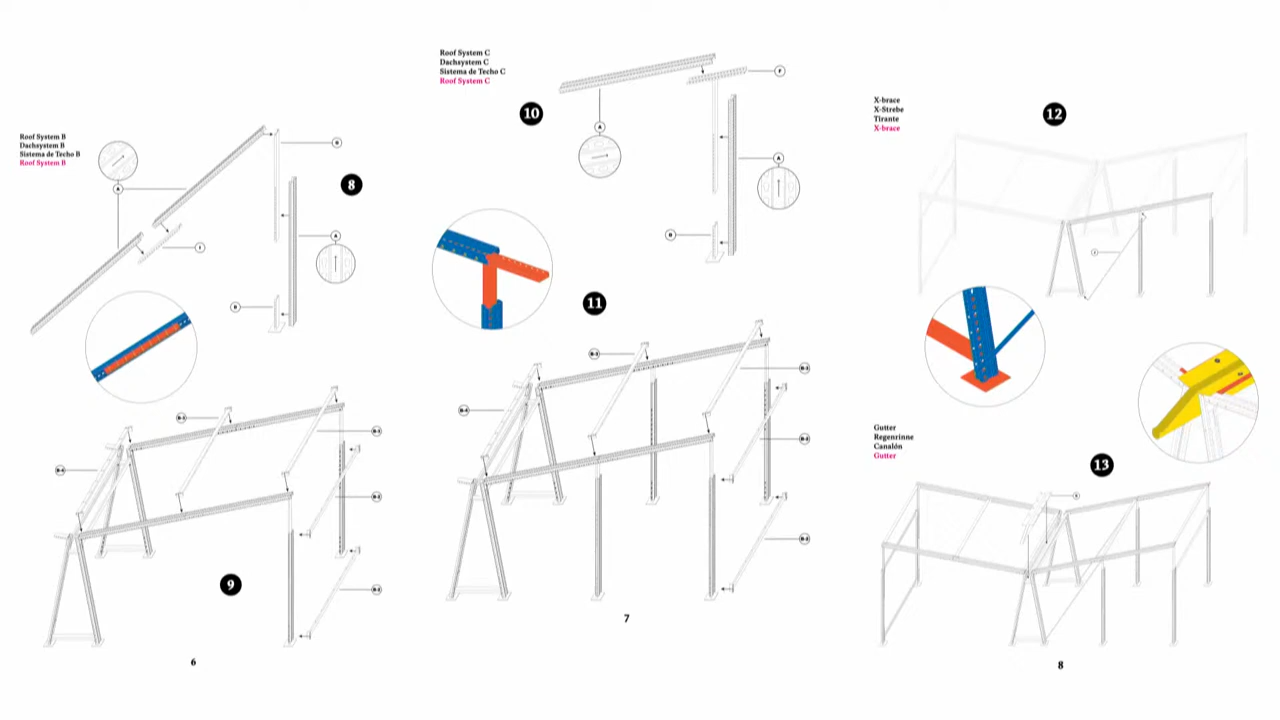 Roof System B
Dachsystem B
Sistema de Techo B
Roof System B
A
8
A
I
B
9
6
Roof System C
Dachsystem C
Sistema de Techo C
Roof System C
10
F
A
A
B
11
7
X-brace
X-Strebe
Tirante
X-brace
12
Gutter
Regenrinne
Canalón
Gutter
13
8